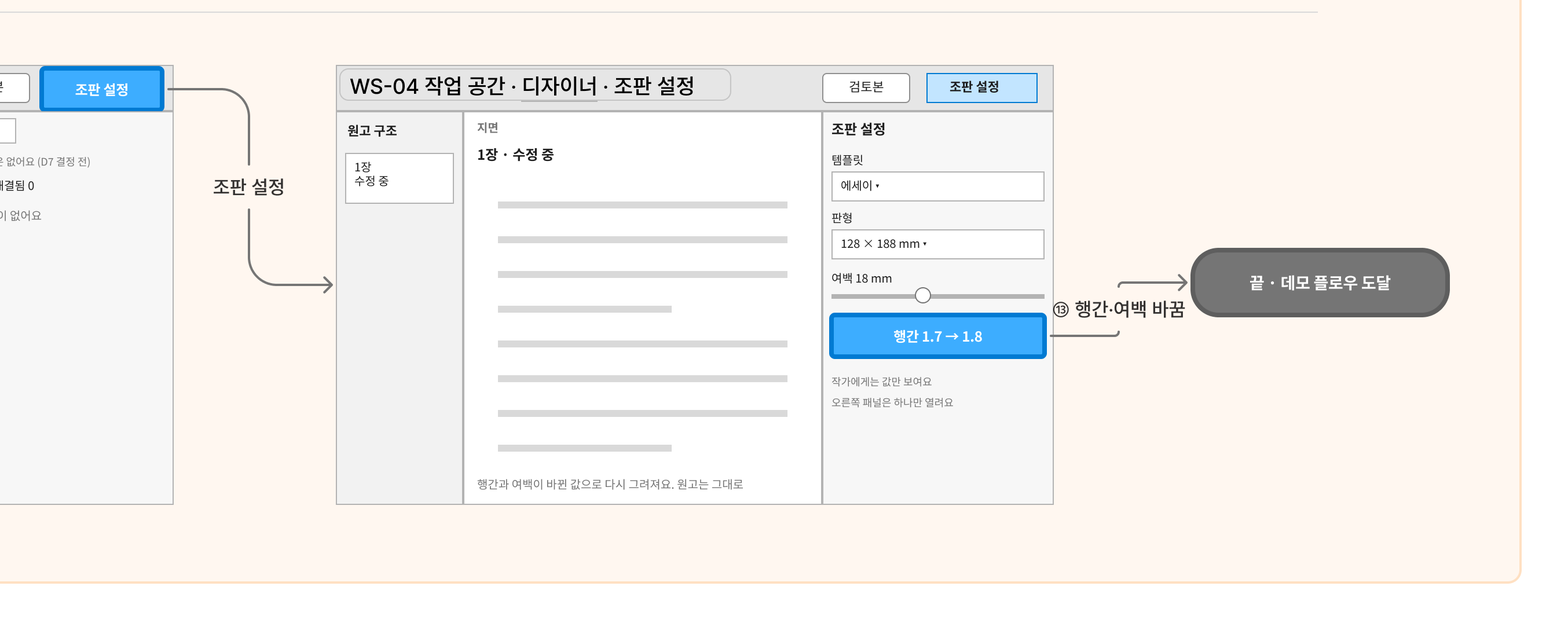 조판 설정
은 없어요 (D7 결정 전)
해결됨 0
이 없어요
조판 설정
WS-04 작업 공간 · 디자이너 · 조판 설정
검토본
조판 설정
원고 구조
1장
수정 중
지면
1장 · 수정 중
행간과 여백이 바뀐 값으로 다시 그려져요. 원고는 그대로
조판 설정
템플릿
에세이 ▾
판형
128 × 188 mm ▾
여백 18 mm
행간 1.7 → 1.8
작가에게는 값만 보여요
오른쪽 패널은 하나만 열려요
⑬ 행간·여백 바꿈
끝 · 데모 플로우 도달